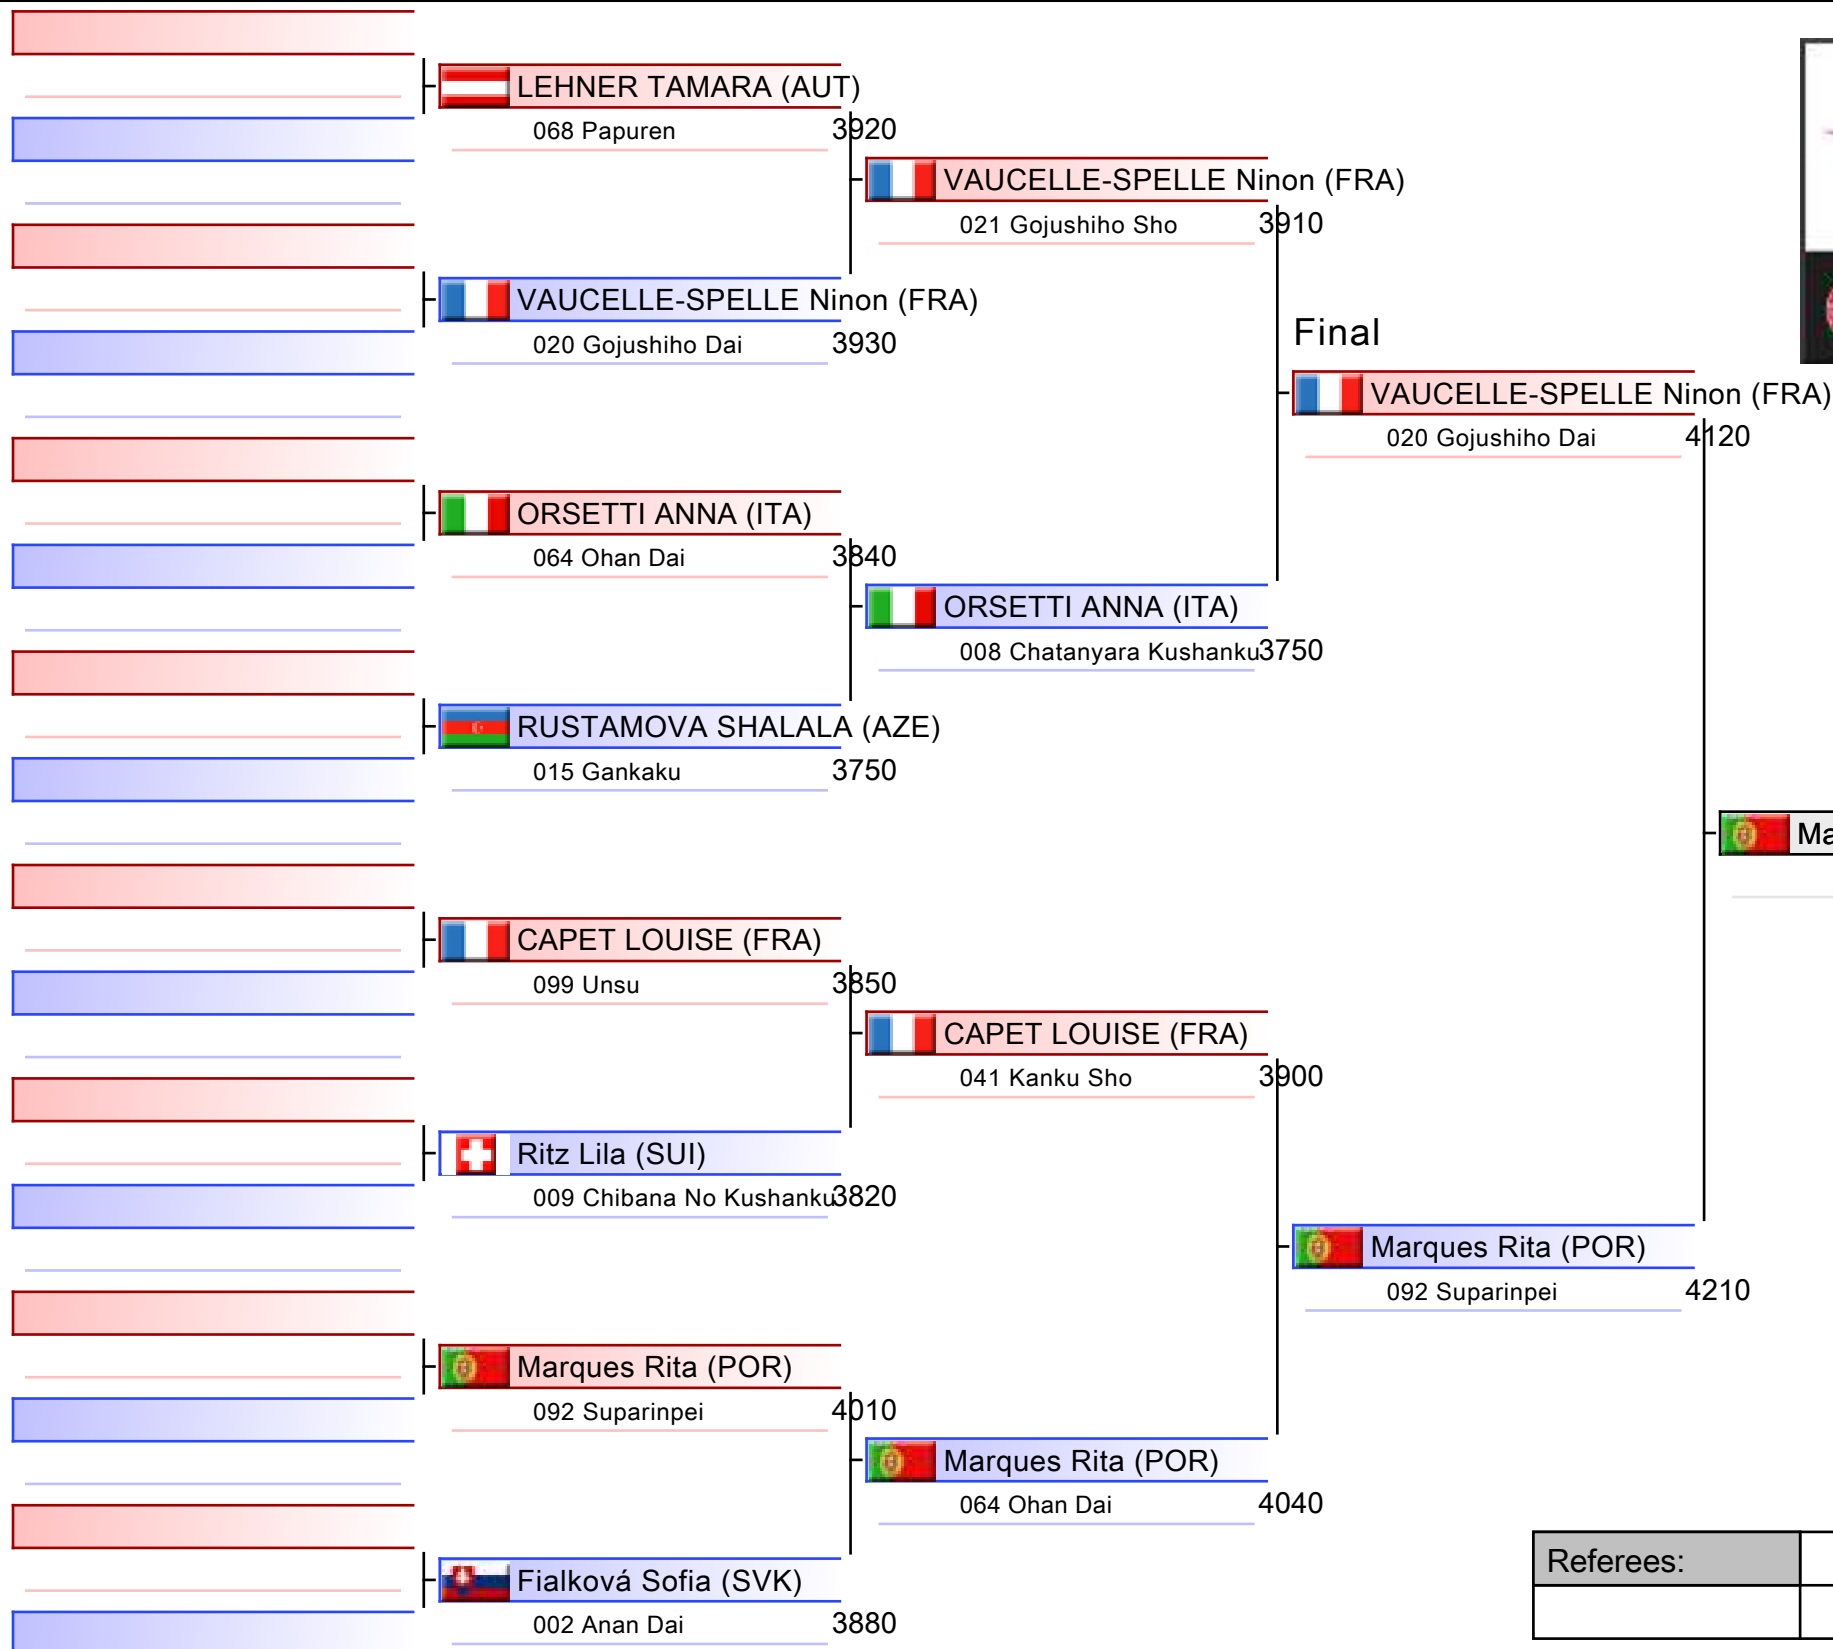 LEHNER TAMARA (AUT)
068 Papuren 3920
VAUCELLE-SPELLE Ninon (FRA)
020 Gojushiho Dai 3930
ORSETTI ANNA (ITA)
064 Ohan Dai 3840
RUSTAMOVA SHALALA (AZE)
015 Gankaku 3750
CAPET LOUISE (FRA)
099 Unsu 3850
Ritz Lila (SUI)
009 Chibana No Kushanku 3820
Marques Rita (POR)
092 Suparinpei 4010
Fialková Sofia (SVK)
002 Anan Dai 3880
VAUCELLE-SPELLE Ninon (FRA)
021 Gojushiho Sho 3910
ORSETTI ANNA (ITA)
008 Chatanyara Kushanku 3750
CAPET LOUISE (FRA)
041 Kanku Sho 3900
Marques Rita (POR)
064 Ohan Dai 4040
Final
VAUCELLE-SPELLE Ninon (FRA)
020 Gojushiho Dai 4120
Marques Rita (POR)
092 Suparinpei 4210
Ma
Referees: